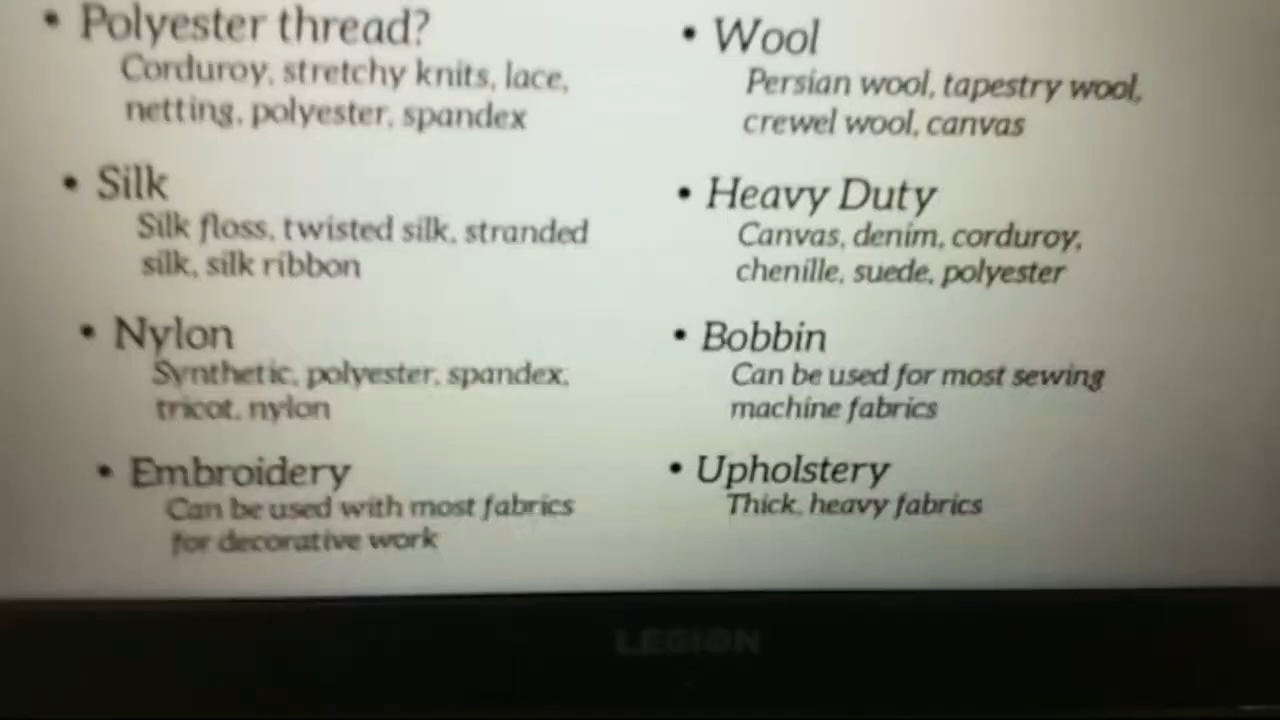 • Polyester thread?
Corduroy, stretchy knits, lace,
netting, polyester, spandex
• Silk
Silk floss, twisted silk, stranded
silk, silk ribbon
• Nylon
Synthetic, polyester, spandex,
tricot, nylon
• Embroidery
Can be used with most fabrics
for decorative work
• Wool
Persian wool, tapestry wool,
crewel wool, canvas
• Heavy Duty
Canvas, denim, corduroy,
chenille, suede, polyester
• Bobbin
Can be used for most sewing
machine fabrics
• Upholstery
Thick, heavy fabrics
LEGION